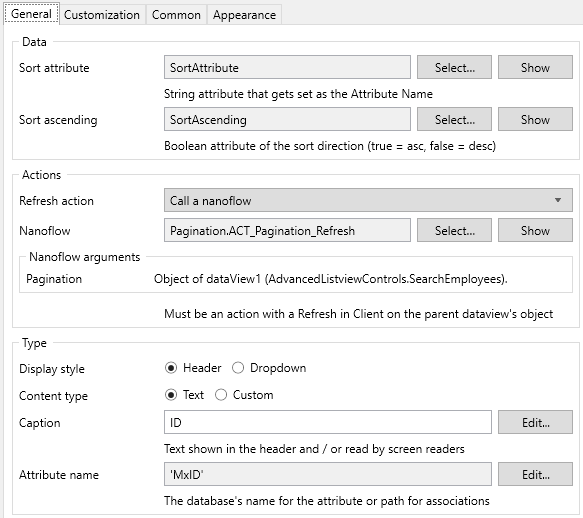 General Customization Common Appearance
Data
Sort attribute SortAttribute Select... Show
String attribute that gets set as the Attribute Name
Sort ascending SortAscending Select... Show
Boolean attribute of the sort direction (true = asc, false = desc)
Actions
Refresh action Call a nanoflow
Nanoflow Pagination.ACT_Pagination_Refresh Select... Show
Nanoflow arguments
Pagination Object of dataView1 (AdvancedListviewControls.SearchEmployees).
Must be an action with a Refresh in Client on the parent dataview's object
Type
Display style Header Dropdown
Content type Text Custom
Caption ID Edit...
Text shown in the header and / or read by screen readers
Attribute name 'MxID' Edit...
The database's name for the attribute or path for associations